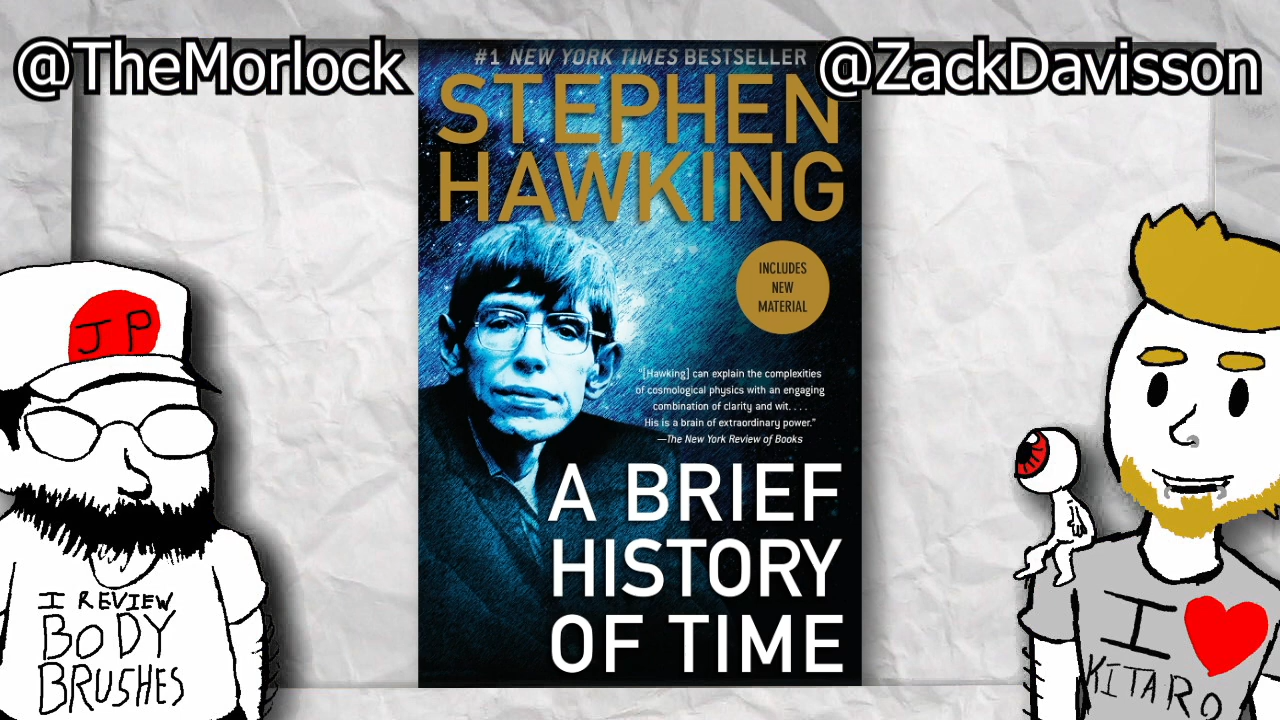 @TheMorlock
@ZackDavisson
#1 NEW YORK TIMES BESTSELLER
STEPHEN
HAWKING
INCLUDES
NEW
MATERIAL
"[Hawking] can explain the complexities
of cosmological physics with an engaging
combination of clarity and wit. . . .
His is a brain of extraordinary power."
—The New York Review of Books
A BRIEF
HISTORY
OF TIME
JP
I REVIEW
BODY
BRUSHES
I
KITARO